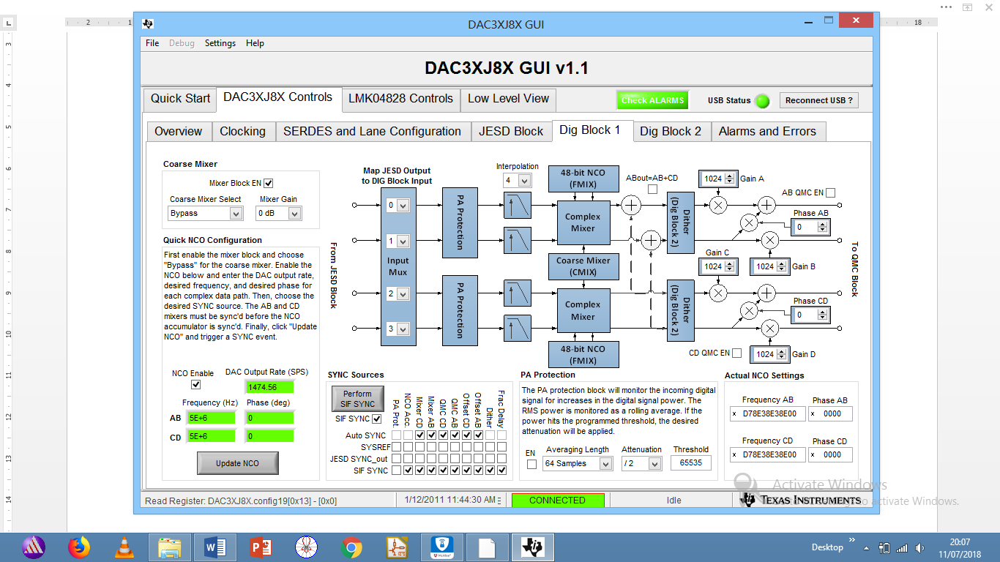 2
1
18
DAC3XJ8X GUI
File Debug Settings Help
DAC3XJ8X GUI v1.1
Quick Start DAC3XJ8X Controls LMK04828 Controls Low Level View
Check ALARMS
USB Status
Reconnect USB ?
Overview Clocking SERDES and Lane Configuration JESD Block Dig Block 1 Dig Block 2 Alarms and Errors
Coarse Mixer
Mixer Block EN
Coarse Mixer Select Mixer Gain
Bypass 0 dB
Quick NCO Configuration
First enable the mixer block and choose
"Bypass" for the coarse mixer. Enable the
NCO below and enter the DAC output rate,
desired frequency, and desired phase for
each complex data path. Then, choose the
desired SYNC source. The AB and CD
mixers must be sync'd before the NCO
accumulator is sync'd. Finally, click "Update
NCO" and trigger a SYNC event.
NCO Enable DAC Output Rate (SPS)
1474.56
Frequency (Hz) Phase (deg)
AB 5E+6 0
CD 5E+6 0
Update NCO
From JESD Block
Map JESD Output
to DIG Block Input
0
1
Input
Mux
2
3
PA Protection
PA Protection
Interpolation
4
48-bit NCO
(FMIX)
Complex
Mixer
Coarse Mixer
(CMIX)
Complex
Mixer
48-bit NCO
(FMIX)
ABout=AB+CD
Dither
(Dig Block 2)
Dither
(Dig Block 2)
1024 Gain A
AB QMC EN
Phase AB
0
Gain C
1024
1024 Gain B
Phase CD
0
CD QMC EN
1024 Gain D
To QMC Block
SYNC Sources
Perform
SIF SYNC
SIF SYNC
PA Prot.
NCO Acc.
Mixer CD
Mixer AB
QMC CD
QMC AB
Offset CD
Offset AB
Dither
Frac Delay
Auto SYNC
SYSREF
JESD SYNC_out
SIF SYNC
PA Protection
The PA protection block will monitor the incoming digital
signal for increases in the digital signal power. The
RMS power is monitored as a rolling average. If the
power hits the programmed threshold, the desired
attenuation will be applied.
EN Averaging Length Attenuation Threshold
64 Samples / 2 65535
Actual NCO Settings
Frequency AB Phase AB
x D78E38E38E00 x 0000
Frequency CD Phase CD
x D78E38E38E00 x 0000
Read Register: DAC3XJ8X.config19[0x13] - [0x0]
1/12/2011 11:44:30 AM
CONNECTED
Idle
TEXAS INSTRUMENTS
Activate Windows
to activate Windows.
3
4
5
6
7
8
9
10
11
12
13
14
Desktop
20:07
11/07/2018